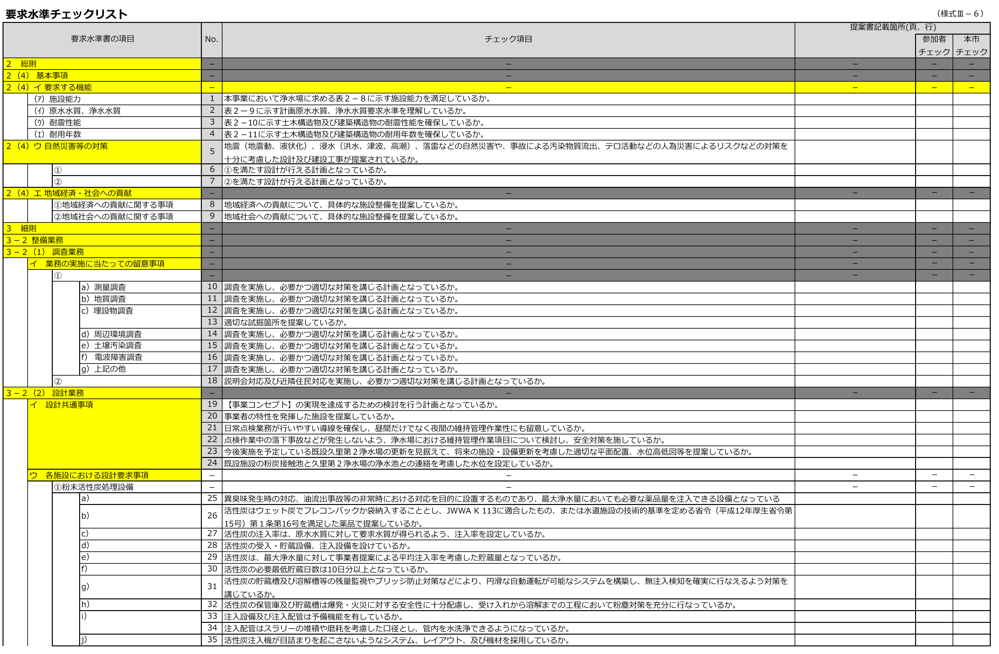 要求水準チェックリスト
（様式Ⅲ－６）
要求水準書の項目 No. チェック項目 提案書記載箇所(頁、行)
参加者 本市
チェック チェック
２　総則 － － － － －
２（4） 基本事項 － － － － －
２（4）イ 要求する機能 － － － － －
（ｱ）施設能力 1 本事業において浄水場に求める表２－８に示す施設能力を満足しているか。
（ｲ）原水水質、浄水水質 2 表２ー９に示す計画原水水質、浄水水質要求水準を理解しているか。
（ｳ）耐震性能 3 表２－10に示す土木構造物及び建築構造物の耐震性能を確保しているか。
（ｴ）耐用年数 4 表２－11に示す土木構造物及び建築構造物の耐用年数を確保しているか。
２（4）ウ 自然災害等の対策 5 地震（地震動、液状化）、浸水（洪水、津波、高潮）、落雷などの自然災害や、事故による汚染物質流出、テロ活動などの人為災害によるリスクなどの対策を
十分に考慮した設計及び建設工事が提案されているか。
① 6 ①を満たす設計が行える計画となっているか。
② 7 ②を満たす設計が行える計画となっているか。
２（4）エ 地域経済・社会への貢献 － － － － －
①地域経済への貢献に関する事項 8 地域経済への貢献について、具体的な施設整備を提案しているか。
②地域社会への貢献に関する事項 9 地域社会への貢献について、具体的な施設整備を提案しているか。
３　細則 － － － － －
３－２ 整備業務 － － － － －
３－２（1） 調査業務 － － － － －
イ　業務の実施に当たっての留意事項 － － － － －
① － － － － －
a）測量調査 10 調査を実施し、必要かつ適切な対策を講じる計画となっているか。
b）地質調査 11 調査を実施し、必要かつ適切な対策を講じる計画となっているか。
c）埋設物調査 12 調査を実施し、必要かつ適切な対策を講じる計画となっているか。
13 適切な試掘箇所を提案しているか。
d）周辺環境調査 14 調査を実施し、必要かつ適切な対策を講じる計画となっているか。
e）土壌汚染調査 15 調査を実施し、必要かつ適切な対策を講じる計画となっているか。
f） 電波障害調査 16 調査を実施し、必要かつ適切な対策を講じる計画となっているか。
g）上記の他 17 調査を実施し、必要かつ適切な対策を講じる計画となっているか。
② 18 説明会対応及び近隣住民対応を実施し、必要かつ適切な対策を講じる計画となっているか。
３－２（2） 設計業務 － － － － －
イ　設計共通事項 19 【事業コンセプト】の実現を達成するための検討を行う計画となっているか。
20 事業者の特性を発揮した施設を提案しているか。
21 日常点検業務が行いやすい導線を確保し、昼間だけでなく夜間の維持管理作業性にも留意しているか。
22 点検作業中の落下事故などが発生しないよう、浄水場における維持管理作業項目について検討し、安全対策を施しているか。
23 今後実施を予定している既設久里第２浄水場の更新を見据えて、将来の施設・設備更新を考慮した適切な平面配置、水位高低図等を提案しているか。
24 既設施設の粉炭接触池と久里第２浄水場の浄水池との連絡を考慮した水位を設定しているか。
ウ　各施設における設計要求事項 － － － － －
①粉末活性炭処理設備 － － － － －
a） 25 異臭味発生時の対応、油流出事故等の非常時における対応を目的に設置するものであり、最大浄水量においても必要な薬品量を注入できる設備となっている
b） 26 活性炭はウェット炭でフレコンバックか袋納入することとし、JWWA K 113に適合したもの、または水道施設の技術的基準を定める省令（平成12年厚生省令第
15号）第１条第16号を満足した薬品で提案しているか。
c） 27 活性炭の注入率は、原水水質に対して要求水質が得られるよう、注入率を設定しているか。
d） 28 活性炭の受入・貯蔵設備、注入設備を設けているか。
e） 29 活性炭は、最大浄水量に対して事業者提案による平均注入率を考慮した貯蔵量となっているか。
f） 30 活性炭の必要最低貯蔵日数は10日分以上となっているか。
g） 31 活性炭の貯蔵槽及び溶解槽等の残量監視やブリッジ防止対策などにより、円滑な自動運転が可能なシステムを構築し、無注入検知を確実に行なえるよう対策を
講じているか。
h） 32 活性炭の保管庫及び貯蔵槽は爆発・火災に対する安全性に十分配慮し、受け入れから溶解までの工程において粉塵対策を充分に行なっているか。
i） 33 注入設備及び注入配管は予備機能を有しているか。
34 注入配管はスラリーの堆積や磨耗を考慮した口径とし、管内を水洗浄できるようになっているか。
j） 35 活性炭注入機が目詰まりを起こさないようなシステム、レイアウト、及び機材を採用しているか。